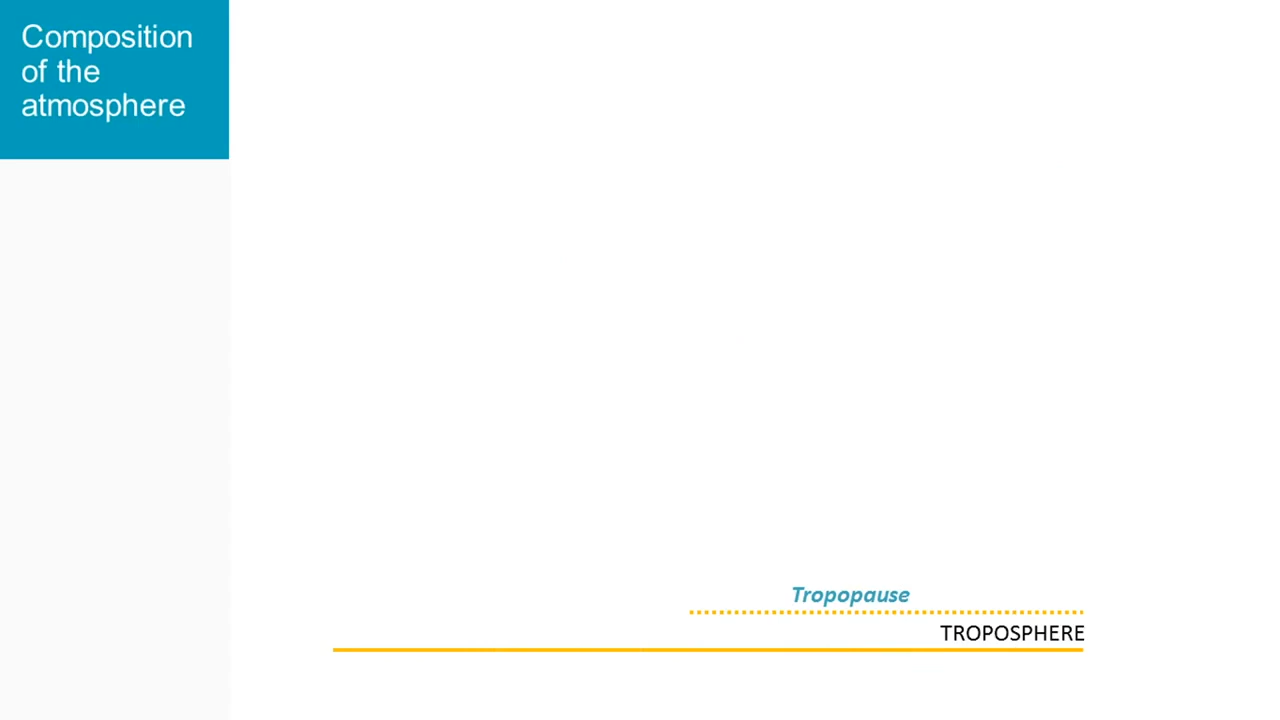 Composition
of the
atmosphere
Tropopause
TROPOSPHERE